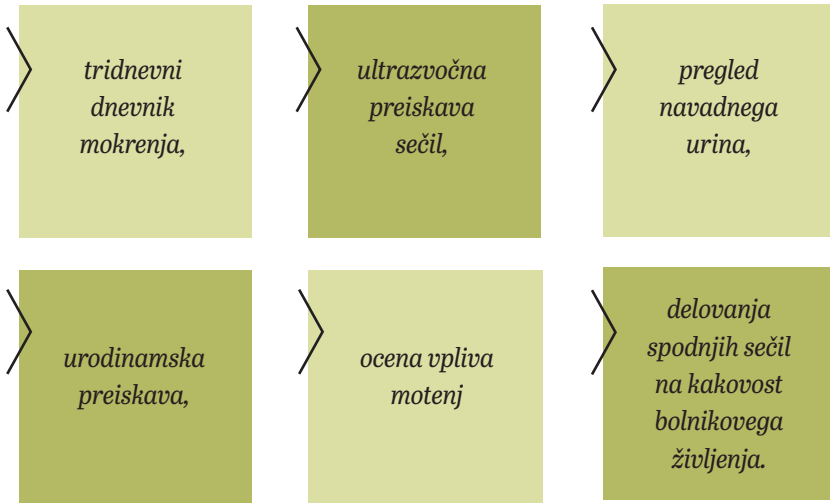 tridnevni
dnevnik
mokrenja,
ultrazvočna
preiskava
sečil,
pregled
navadnega
urina,
urodinamska
preiskava,
ocena vpliva
motenj
delovanja
spodnjih sečil
na kakovost
bolnikovega
življenja.